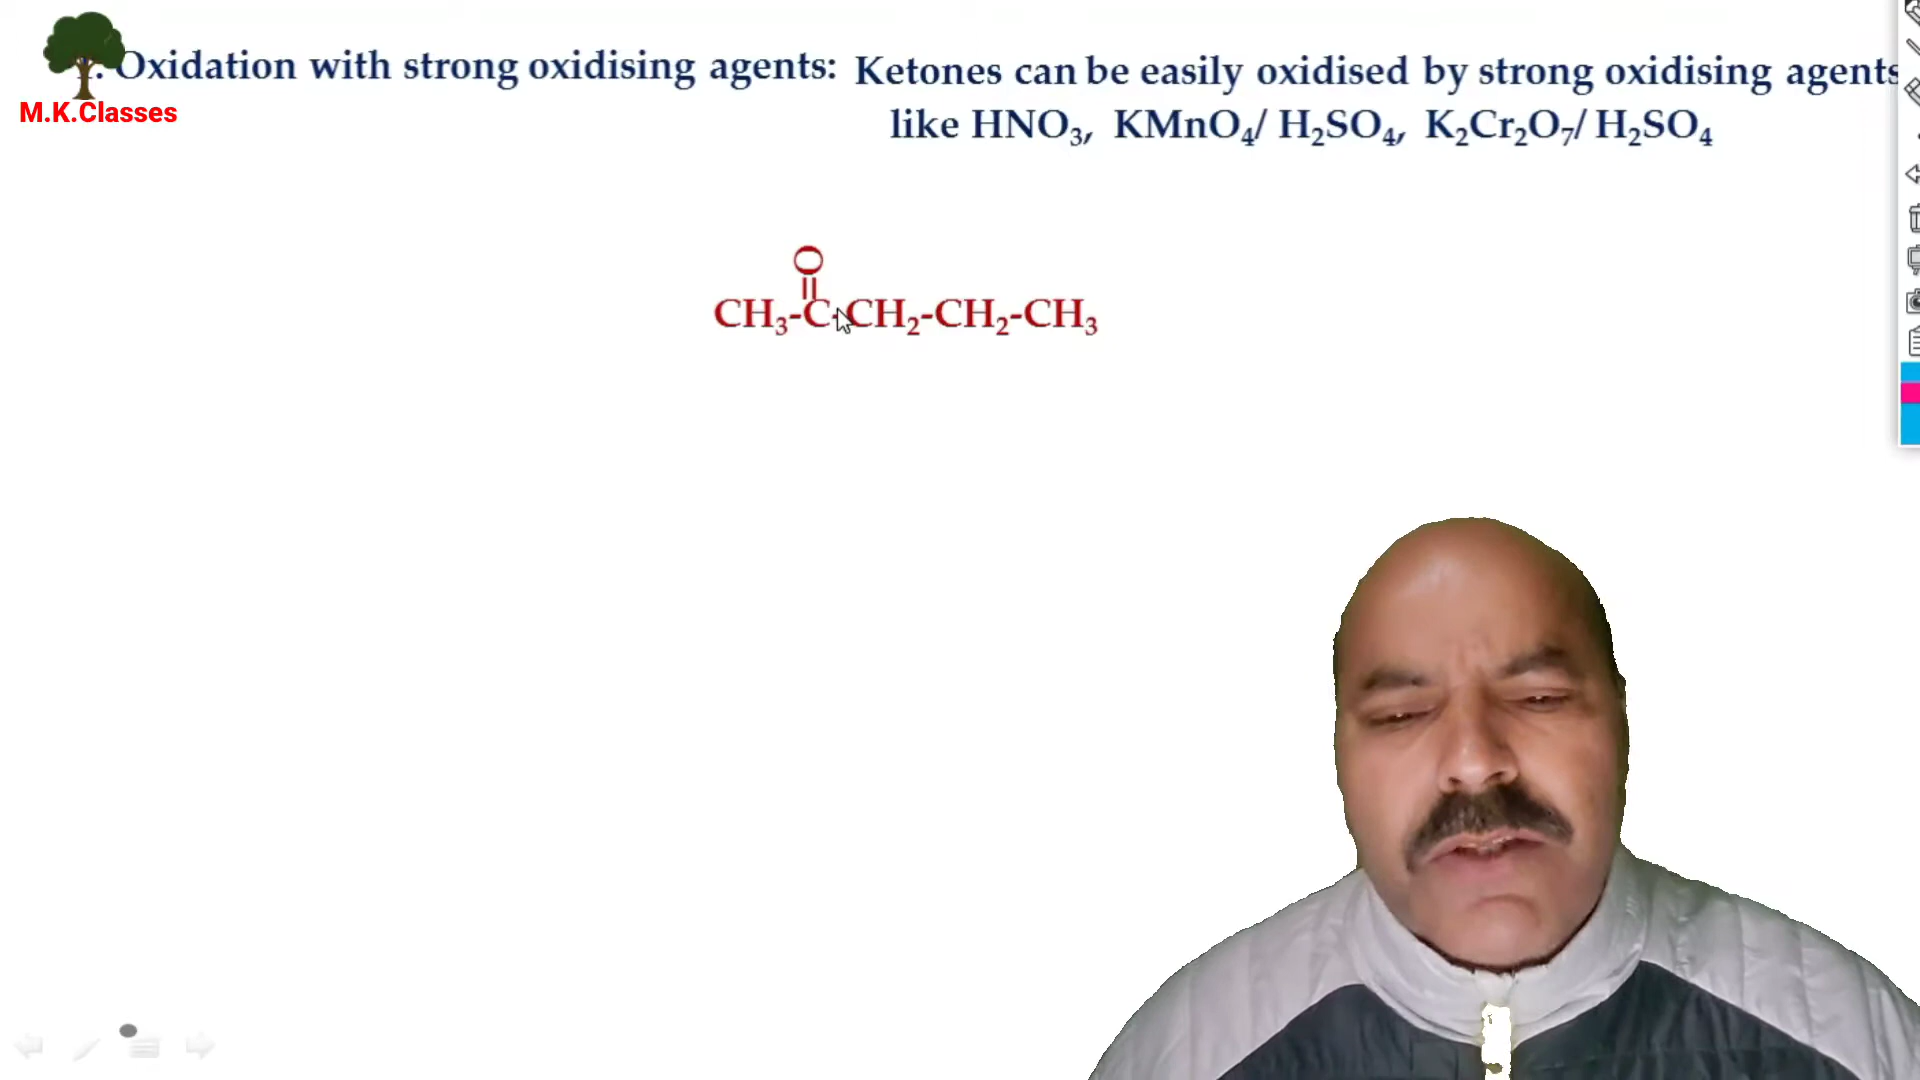 . Oxidation with strong oxidising agents: Ketones can be easily oxidised by strong oxidising agents
like HNO₃, KMnO₄/ H₂SO₄, K₂Cr₂O₇/ H₂SO₄
M.K.Classes
O
||
CH₃-C-CH₂-CH₂-CH₃